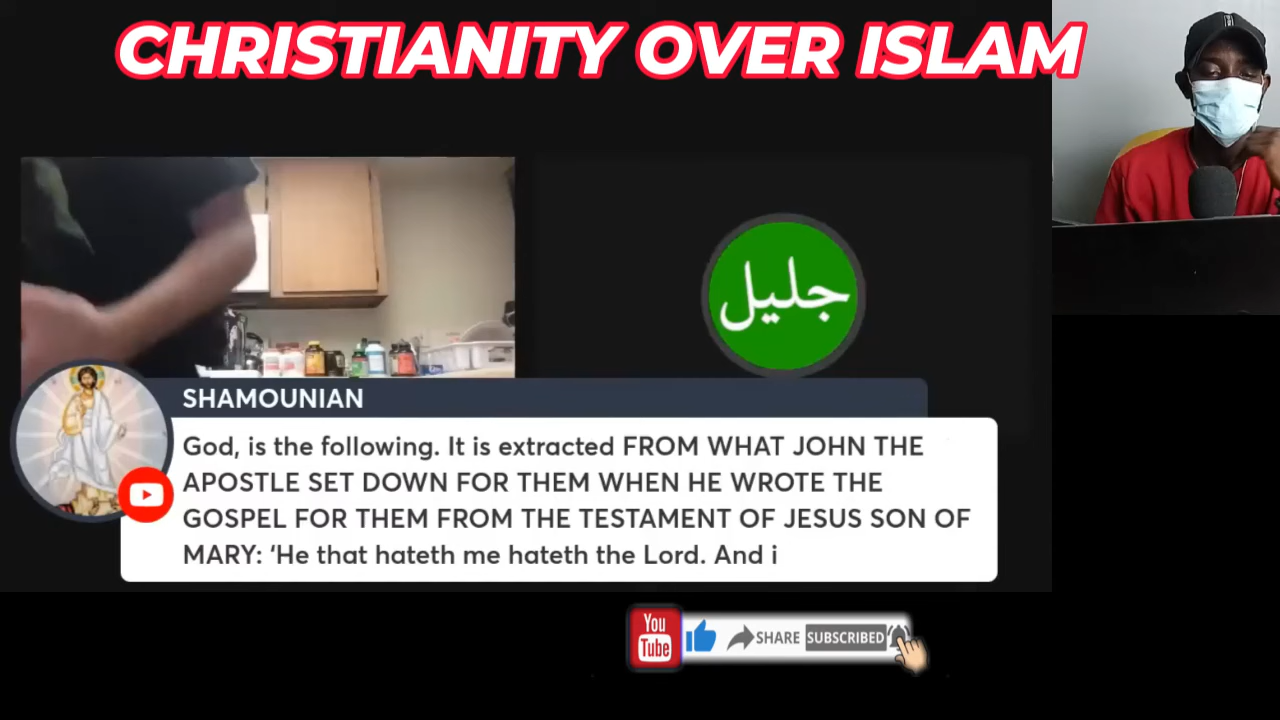 CHRISTIANITY OVER ISLAM
جليل
SHAMOUNIAN
God, is the following. It is extracted FROM WHAT JOHN THE
APOSTLE SET DOWN FOR THEM WHEN HE WROTE THE
GOSPEL FOR THEM FROM THE TESTAMENT OF JESUS SON OF
MARY: ‘He that hateth me hateth the Lord. And i
You
Tube
SHARE
SUBSCRIBED